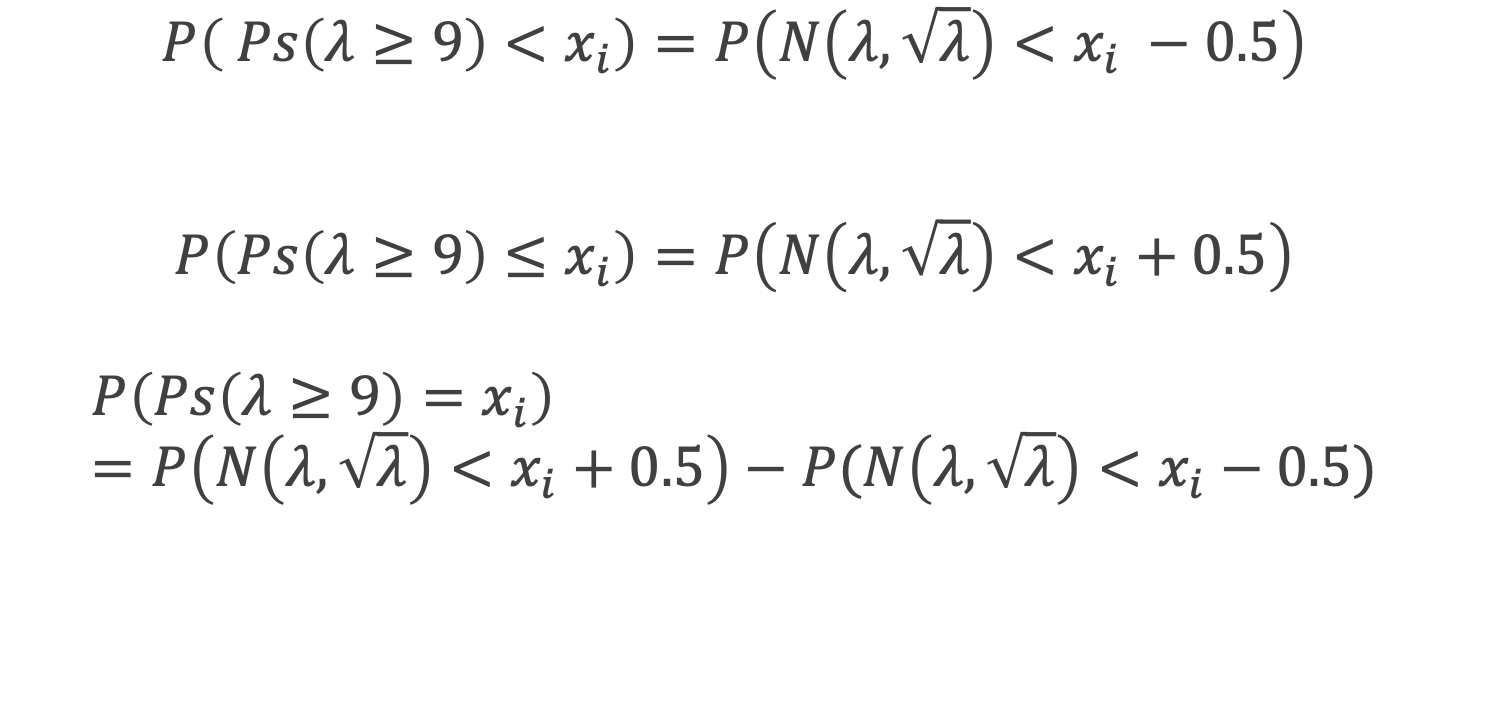 P( Ps(λ ≥ 9) < xᵢ) = P(N(λ, √λ) < xᵢ − 0.5)
P(Ps(λ ≥ 9) ≤ xᵢ) = P(N(λ, √λ) < xᵢ + 0.5)
P(Ps(λ ≥ 9) = xᵢ)
= P(N(λ, √λ) < xᵢ + 0.5) − P(N(λ, √λ) < xᵢ − 0.5)